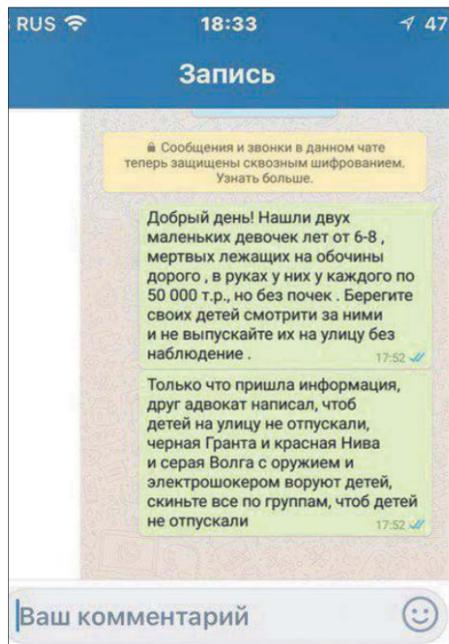 RUS 18:33 47
Запись
Сообщения и звонки в данном чате
теперь защищены сквозным шифрованием.
Узнать больше.
Добрый день! Нашли двух
маленьких девочек лет от 6-8 ,
мертвых лежащих на обочины
дорого , в руках у них у каждого по
50 000 т.р., но без почек . Берегите
своих детей смотрити за ними
и не выпускайте их на улицу без
наблюдение .
17:52
Только что пришла информация,
друг адвокат написал, чтоб
детей на улицу не отпускали,
черная Гранта и красная Нива
и серая Волга с оружием и
электрошокером воруют детей,
скиньте все по группам, чтоб детей
не отпускали
17:52
Ваш комментарий